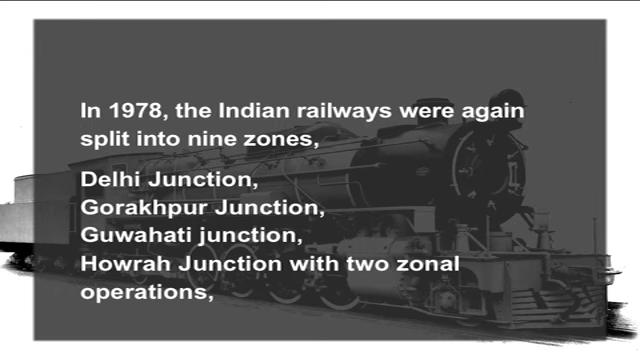 In 1978, the Indian railways were again
split into nine zones,
Delhi Junction,
Gorakhpur Junction,
Guwahati junction,
Howrah Junction with two zonal
operations,